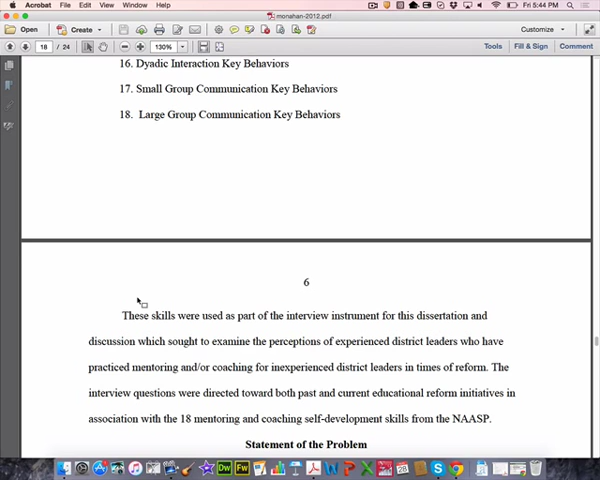 Acrobat File Edit View Window Help
Fri 5:44 PM
monahan-2012.pdf
Open Create Customize
18 / 24 130% Tools Fill & Sign Comment
16. Dyadic Interaction Key Behaviors
17. Small Group Communication Key Behaviors
18. Large Group Communication Key Behaviors
6
These skills were used as part of the interview instrument for this dissertation and
discussion which sought to examine the perceptions of experienced district leaders who have
practiced mentoring and/or coaching for inexperienced district leaders in times of reform. The
interview questions were directed toward both past and current educational reform initiatives in
association with the 18 mentoring and coaching self-development skills from the NAASP.
Statement of the Problem
Dw Fw W P X 28 S